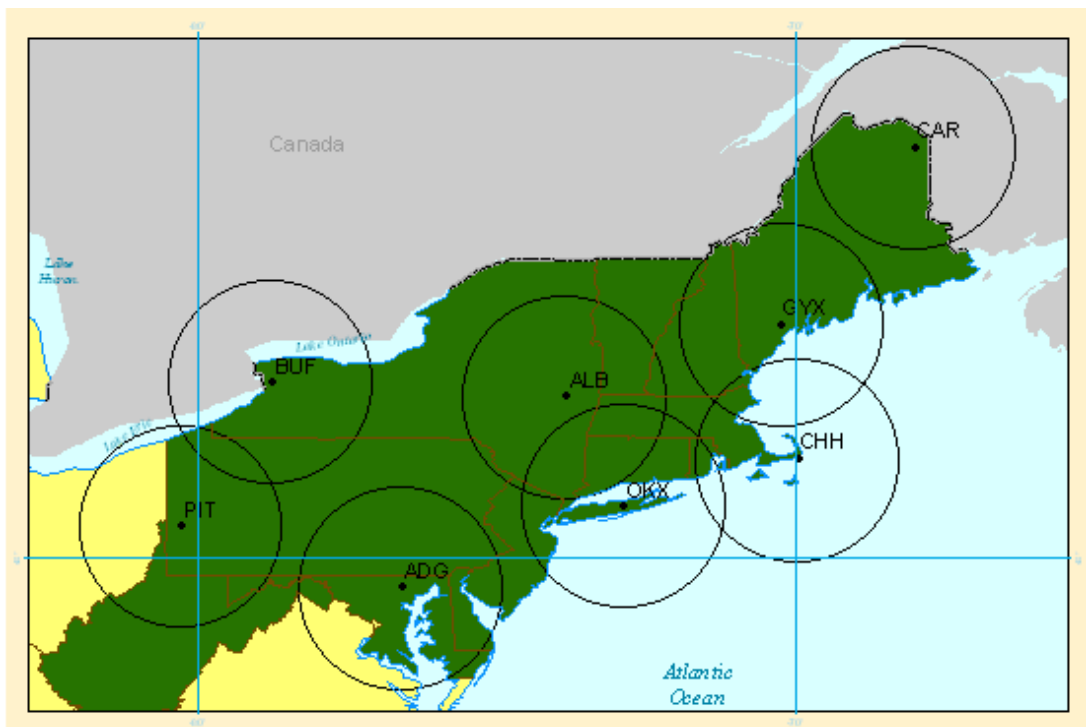 CAR
Canada
Lake
Huron
GYX
Lake Ontario
BUF
ALB
Lake Erie
CHH
OKX
PIT
ADG
Atlantic
Ocean